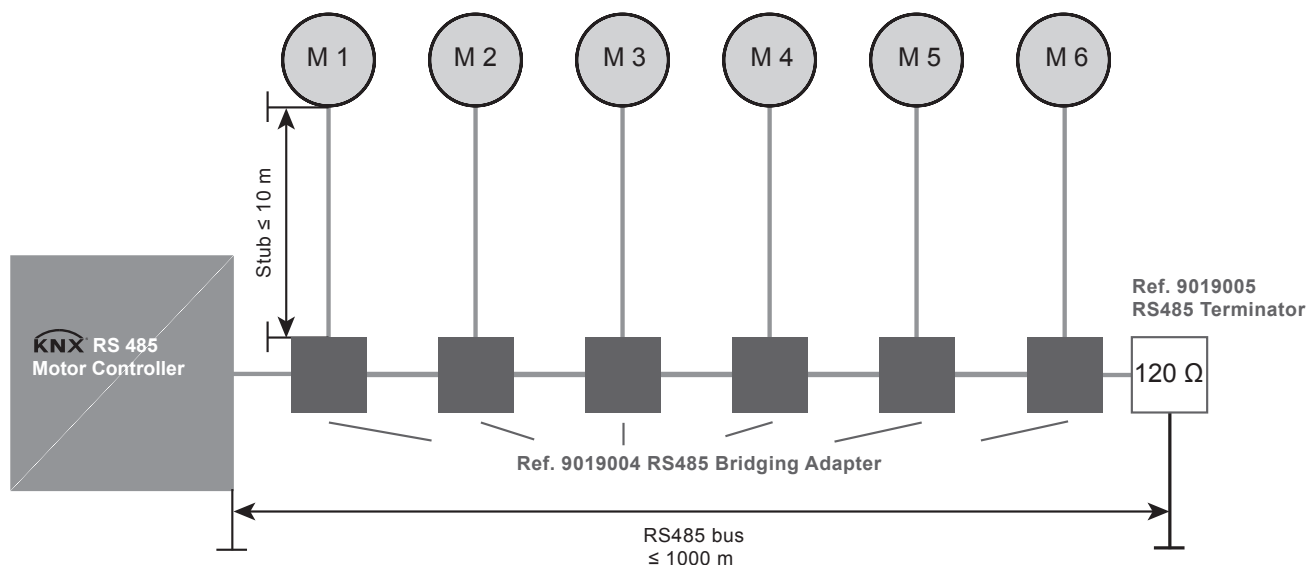 M 1
M 2
M 3
M 4
M 5
M 6
Stub ≤ 10 m
KNX RS 485
Motor Controller
Ref. 9019005
RS485 Terminator
120 Ω
Ref. 9019004 RS485 Bridging Adapter
RS485 bus
≤ 1000 m